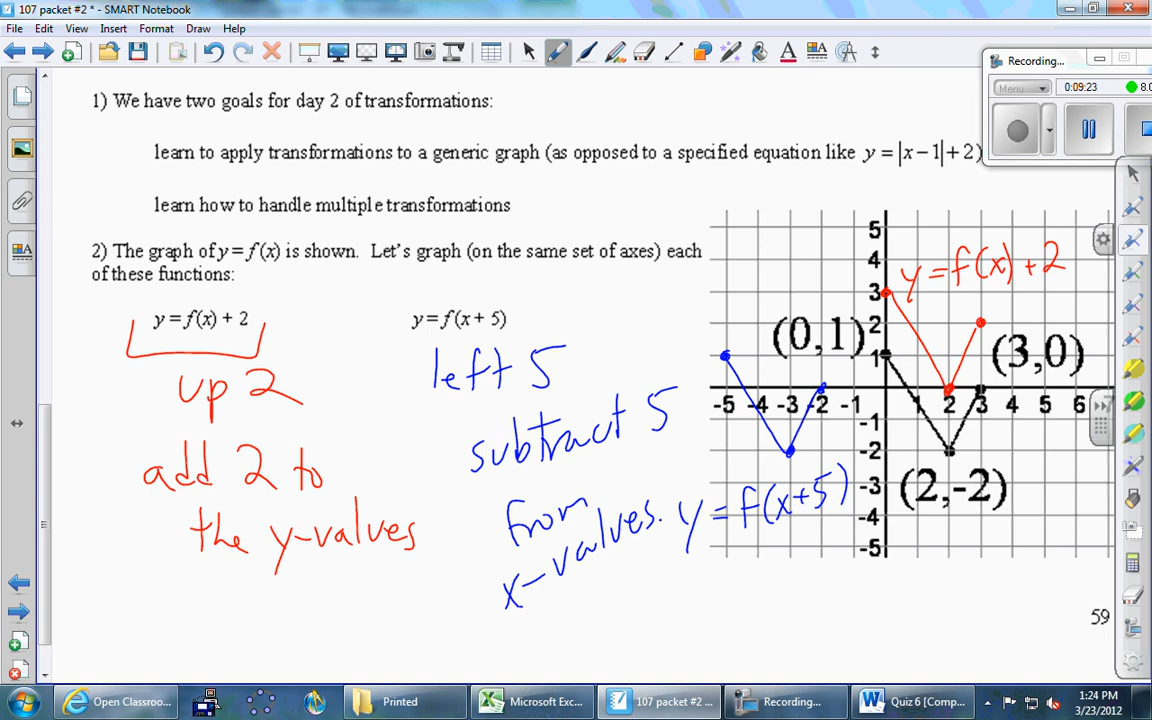 107 packet #2 * - SMART Notebook
File Edit View Insert Format Draw Help
Recording...
Menu
0:09:23
8.0
1) We have two goals for day 2 of transformations:
learn to apply transformations to a generic graph (as opposed to a specified equation like y = |x − 1| + 2)
learn how to handle multiple transformations
2) The graph of y = f(x) is shown. Let's graph (on the same set of axes) each
of these functions:
y = f(x) + 2
y = f(x + 5)
up 2
add 2 to
the y-values
left 5
subtract 5
from
x-values.
y = f(x+5)
y = f(x) + 2
(0,1)
(3,0)
(2,-2)
5
4
3
2
1
-5 -4 -3 -2 -1 1 2 3 4 5 6 7
-1
-2
-3
-4
-5
59
Open Classroo...
Printed
Microsoft Exc...
107 packet #2 ...
Recording...
Quiz 6 [Comp...
1:24 PM
3/23/2012